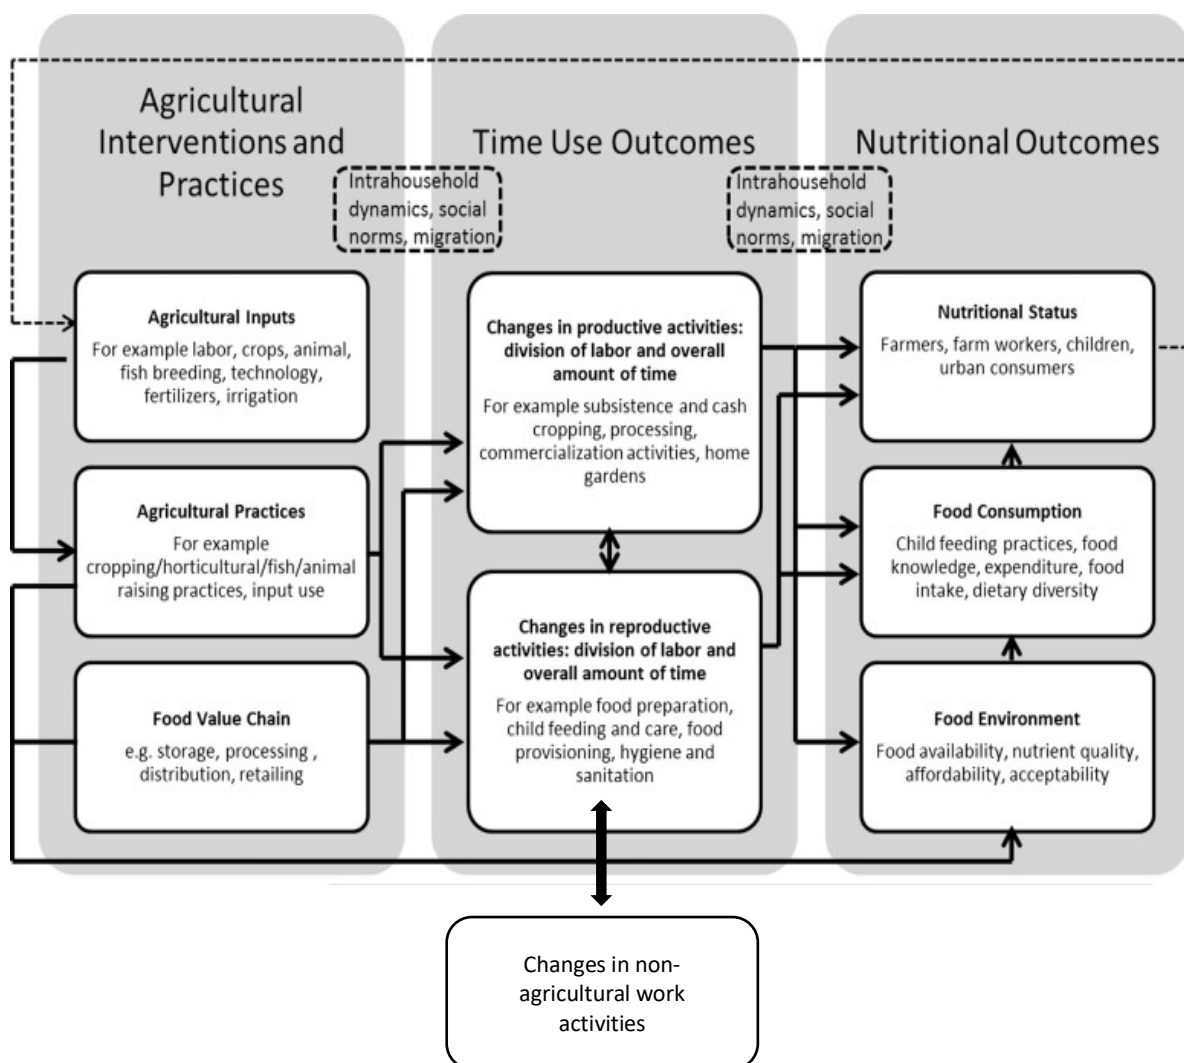 Agricultural
Interventions and
Practices
Time Use Outcomes
Nutritional Outcomes
Intrahousehold
dynamics, social
norms, migration
Intrahousehold
dynamics, social
norms, migration
Agricultural Inputs
For example labor, crops, animal,
fish breeding, technology,
fertilizers, irrigation
Agricultural Practices
For example
cropping/horticultural/fish/animal
raising practices, input use
Food Value Chain
e.g. storage, processing ,
distribution, retailing
Changes in productive activities:
division of labor and overall
amount of time
For example subsistence and cash
cropping, processing,
commercialization activities, home
gardens
Changes in reproductive
activities: division of labor and
overall amount of time
For example food preparation,
child feeding and care, food
provisioning, hygiene and
sanitation
Nutritional Status
Farmers, farm workers, children,
urban consumers
Food Consumption
Child feeding practices, food
knowledge, expenditure, food
intake, dietary diversity
Food Environment
Food availability, nutrient quality,
affordability, acceptability
Changes in non-
agricultural work
activities